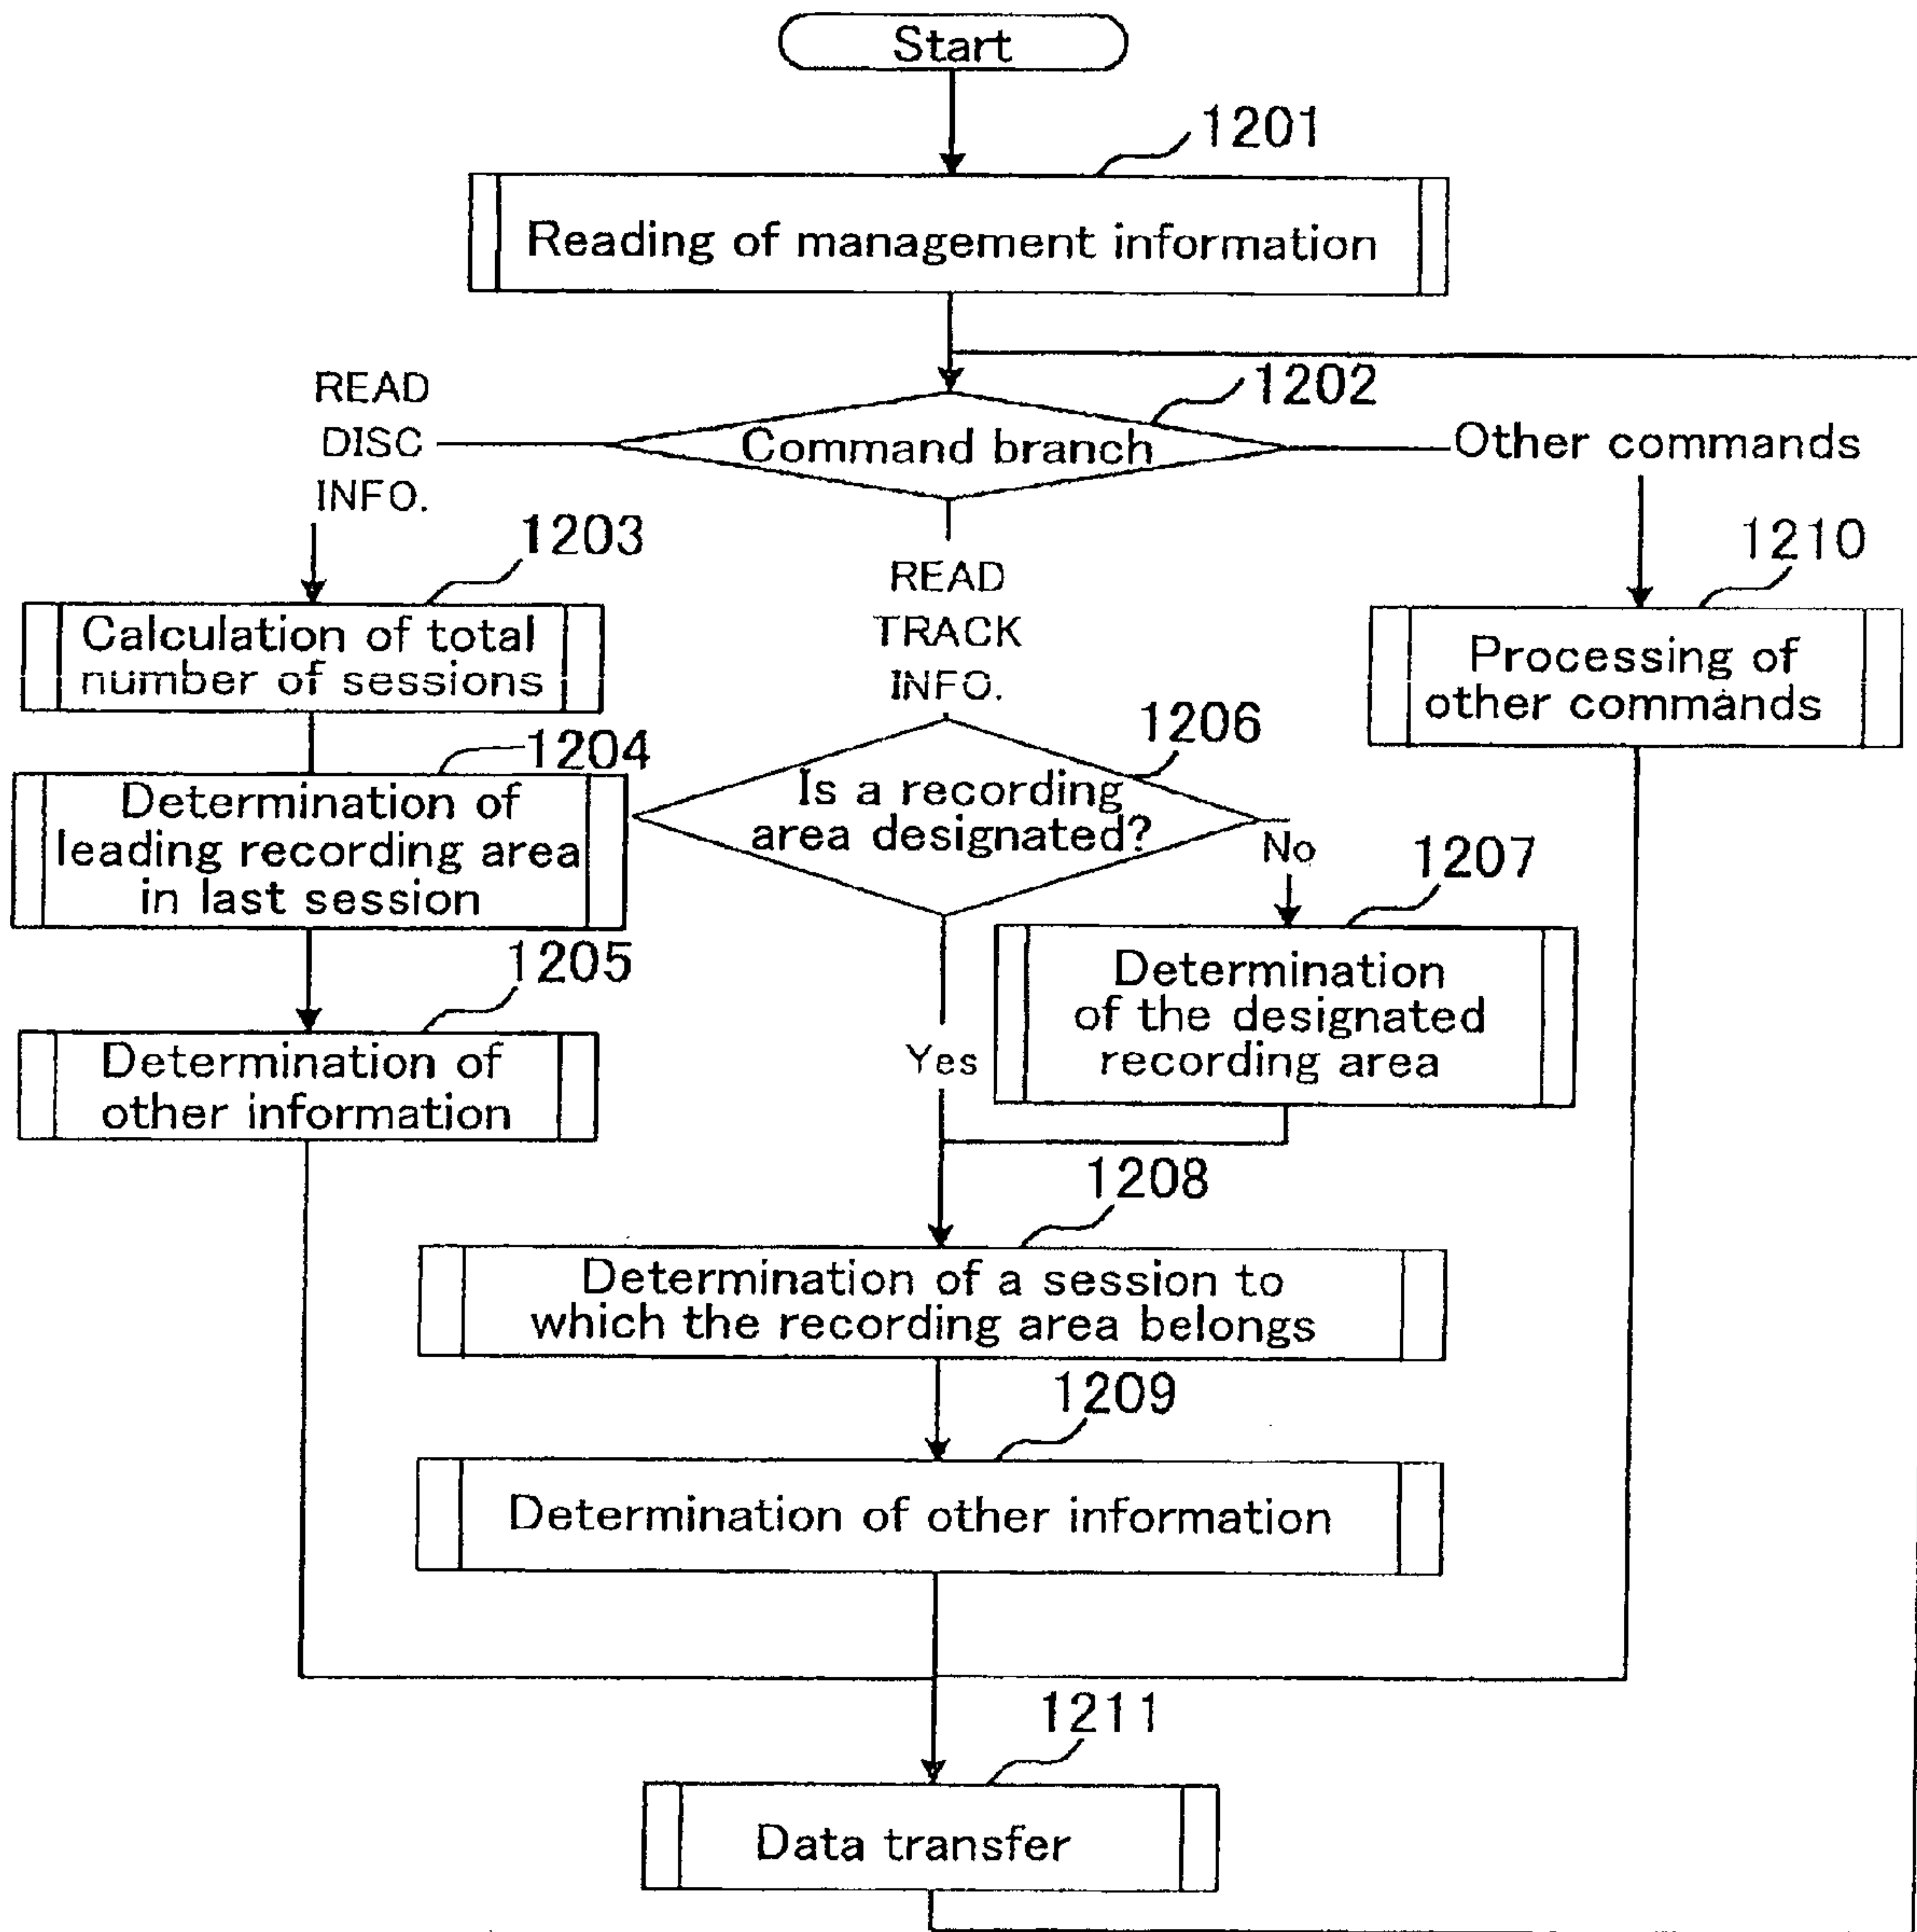 Start
1201
Reading of management information
1202
READ
DISC
INFO.
Command branch
Other commands
1203
Calculation of total
number of sessions
READ
TRACK
INFO.
1210
Processing of
other commands
1204
Determination of
leading recording area
in last session
1206
Is a recording
area designated?
No
1207
Determination
of the designated
recording area
1205
Determination of
other information
Yes
1208
Determination of a session to
which the recording area belongs
1209
Determination of other information
1211
Data transfer